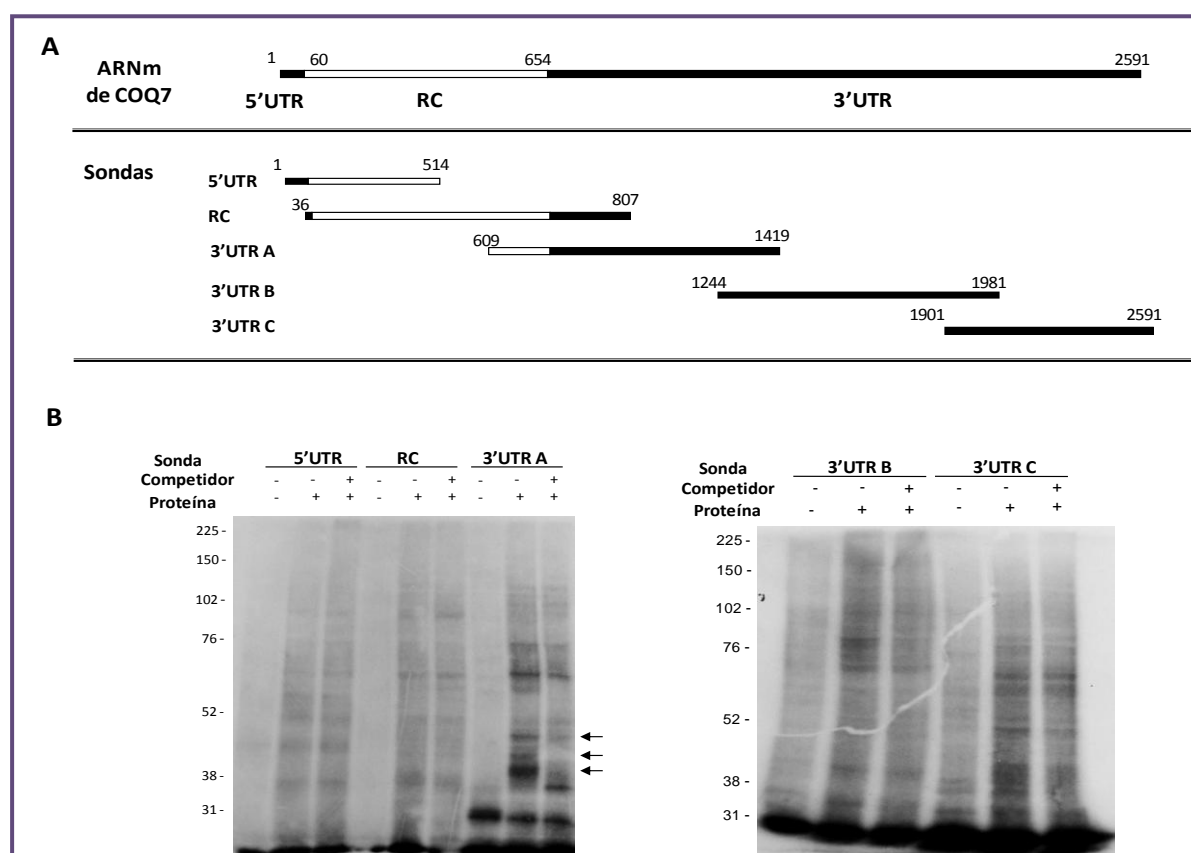 A
1 60 654 2591
ARNm
de COQ7
5'UTR RC 3'UTR
Sondas
1 514
5'UTR
36 807
RC
609 1419
3'UTR A
1244 1981
3'UTR B
1901 2591
3'UTR C
B
Sonda 5'UTR RC 3'UTR A
Competidor - - + - - + - - +
Proteína - + + - + + - + +
225 -
150 -
102 -
76 -
52 -
38 -
31 -
Sonda 3'UTR B 3'UTR C
Competidor - - + - - +
Proteína - + + - + +
225 -
150 -
102 -
76 -
52 -
38 -
31 -